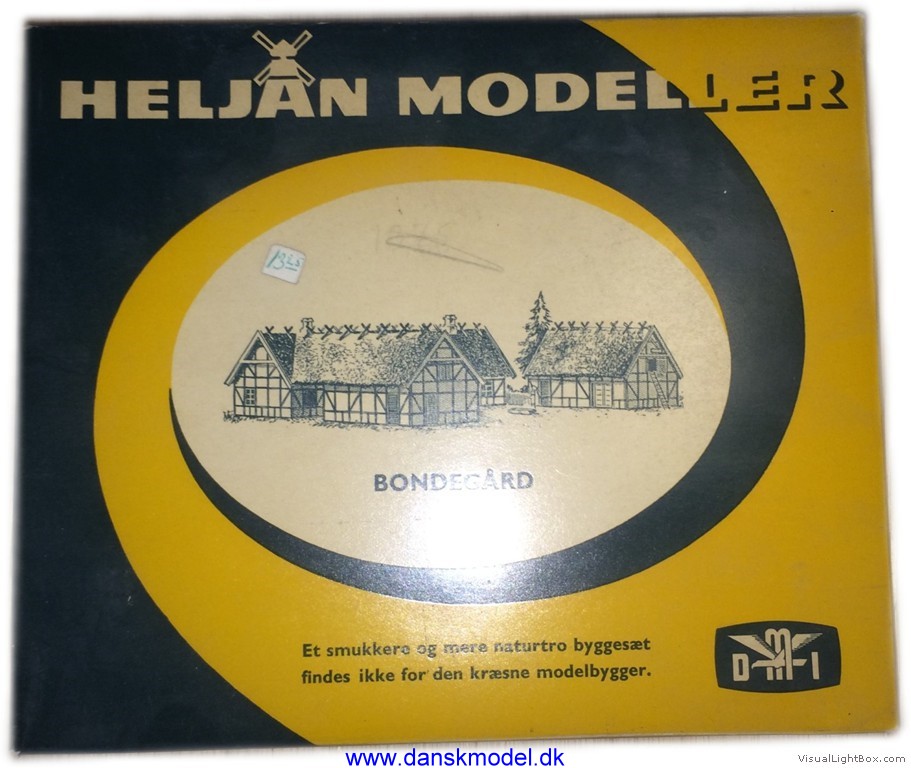 HELJAN MODELLER
BONDEGÅRD
Et smukkere og mere naturtro byggesæt
findes ikke for den kræsne modelbygger.
DMI
www.danskmodel.dk
VisualLightBox.com